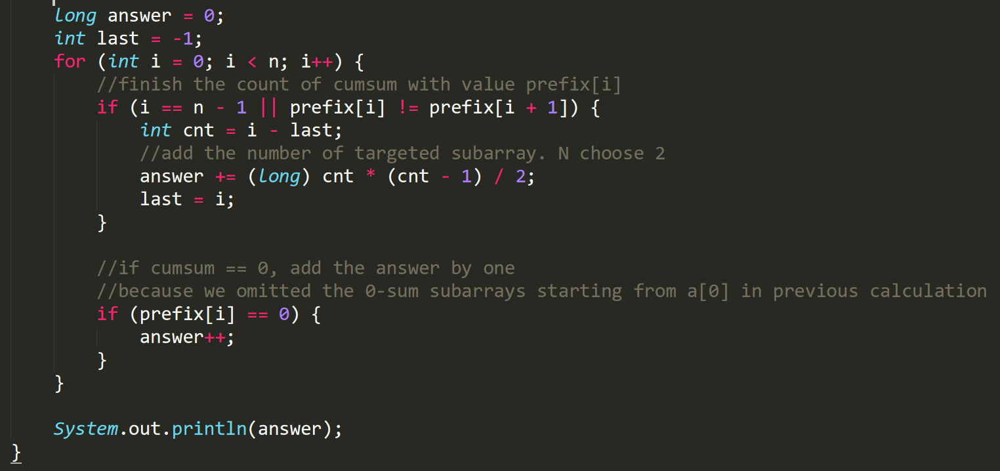 long answer = 0;
int last = -1;
for (int i = 0; i < n; i++) {
//finish the count of cumsum with value prefix[i]
if (i == n - 1 || prefix[i] != prefix[i + 1]) {
int cnt = i - last;
//add the number of targeted subarray. N choose 2
answer += (long) cnt * (cnt - 1) / 2;
last = i;
}
//if cumsum == 0, add the answer by one
//because we omitted the 0-sum subarrays starting from a[0] in previous calculation
if (prefix[i] == 0) {
answer++;
}
}
System.out.println(answer);
}